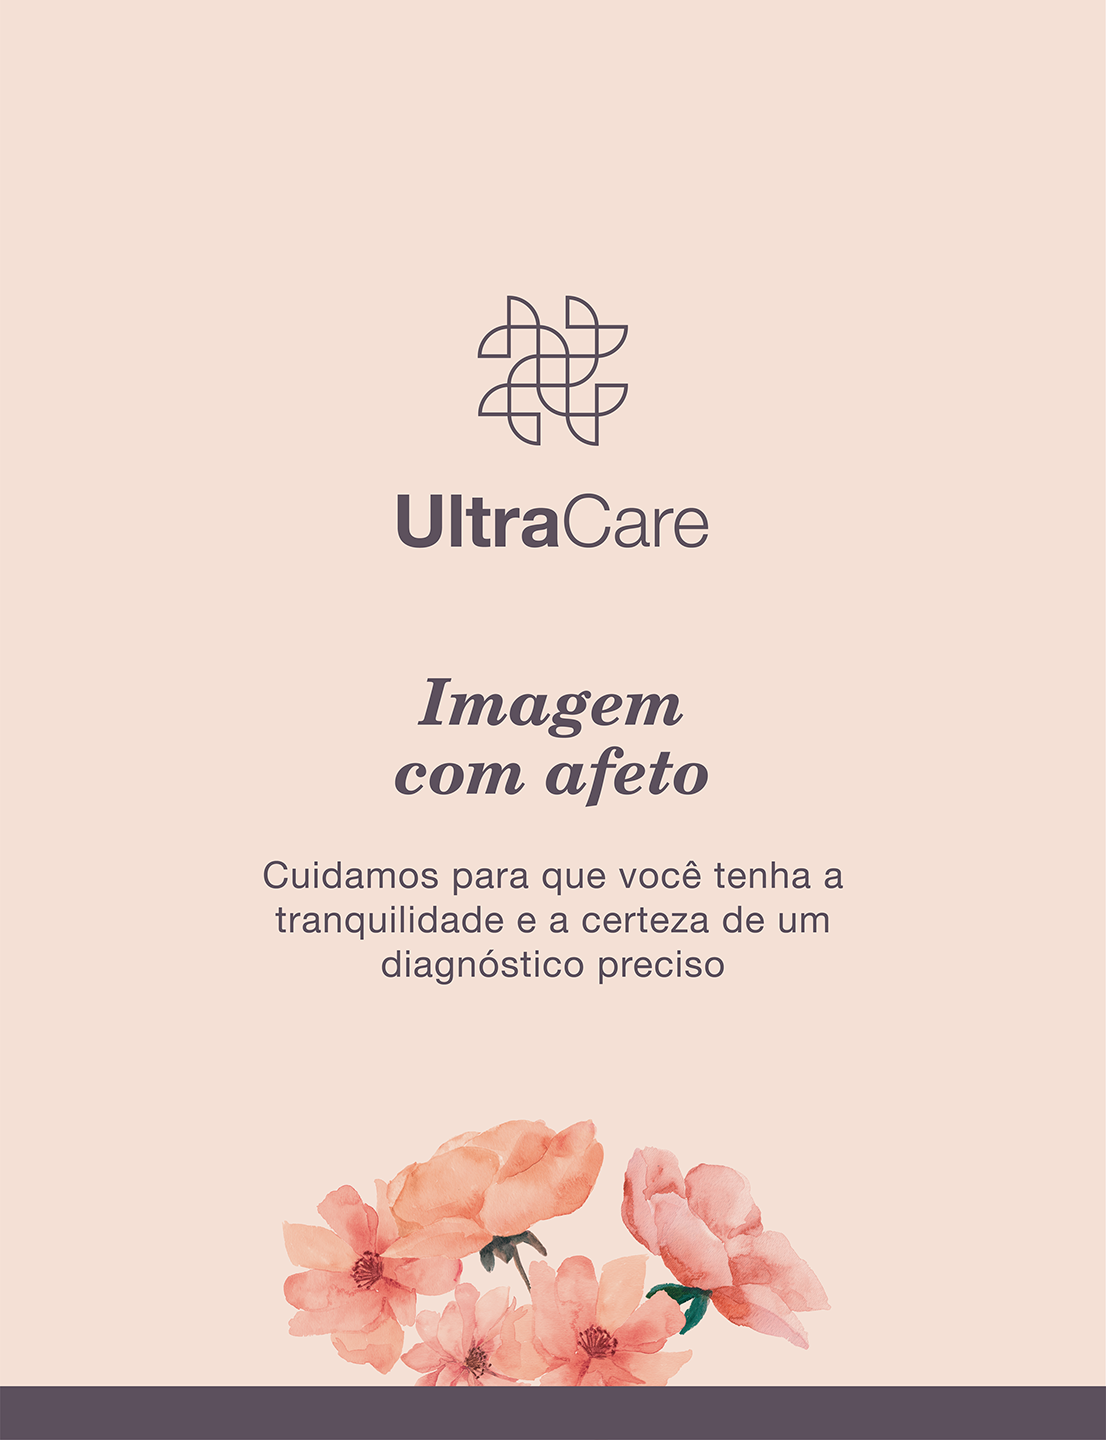 UltraCare
Imagem
com afeto
Cuidamos para que você tenha a
tranquilidade e a certeza de um
diagnóstico preciso